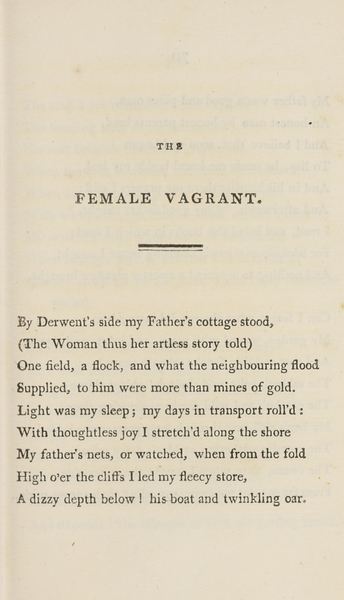 THE
FEMALE VAGRANT.
By Derwent's side my Father's cottage stood,
(The Woman thus her artless story told)
One field, a flock, and what the neighbouring flood
Supplied, to him were more than mines of gold.
Light was my sleep; my days in transport roll'd:
With thoughtless joy I stretch'd along the shore
My father's nets, or watched, when from the fold
High o'er the cliffs I led my fleecy store,
A dizzy depth below! his boat and twinkling oar.